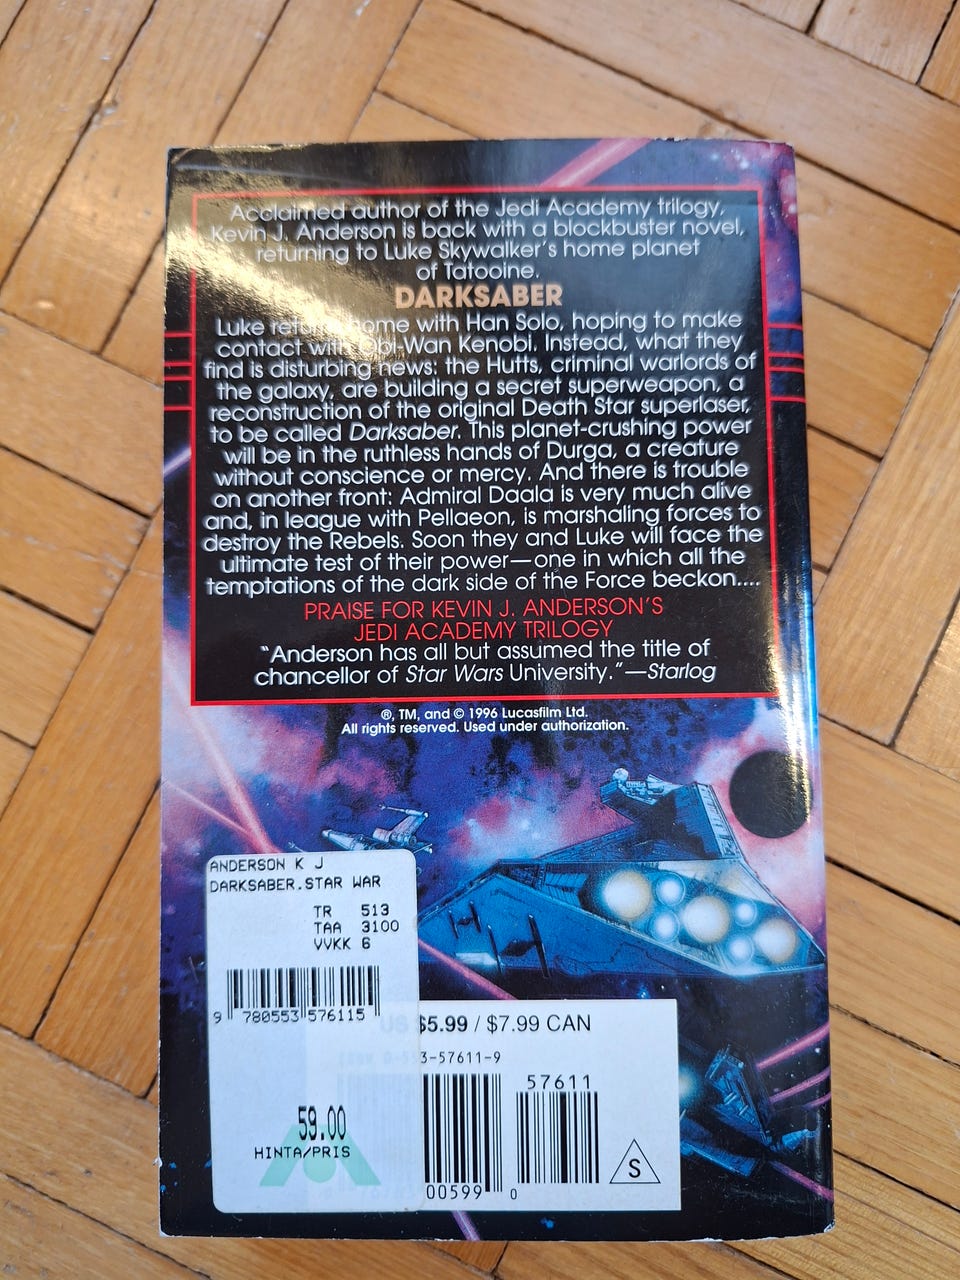 Acclaimed author of the Jedi Academy trilogy,
Kevin J. Anderson is back with a blockbuster novel,
returning to Luke Skywalker's home planet
of Tatooine.
DARKSABER
Luke home with Han Solo, hoping to make
contact with Obi-Wan Kenobi. Instead, what they
find is disturbing news: the Hutts, criminal warlords of
the galaxy, are building a secret superweapon, a
reconstruction of the original Death Star superlaser,
to be called Darksaber. This planet-crushing power
will be in the ruthless hands of Durga, a creature
without conscience or mercy. And there is trouble
on another front: Admiral Daala is very much alive
and, in league with Pellaeon, is marshaling forces to
destroy the Rebels. Soon they and Luke will face the
ultimate test of their power—one in which all the
temptations of the dark side of the Force beckon....
PRAISE FOR KEVIN J. ANDERSON'S
JEDI ACADEMY TRILOGY
"Anderson has all but assumed the title of
chancellor of Star Wars University."—Starlog
®, TM, and © 1996 Lucasfilm Ltd.
All rights reserved. Used under authorization.
ANDERSON K J
DARKSABER.STAR WAR
TR 513
TAA 3100
VVKK 6
9 780553 576115
59.00
HINTA/PRIS
US $5.99 / $7.99 CAN
ISBN 0-553-57611-9
57611
00599
0
S